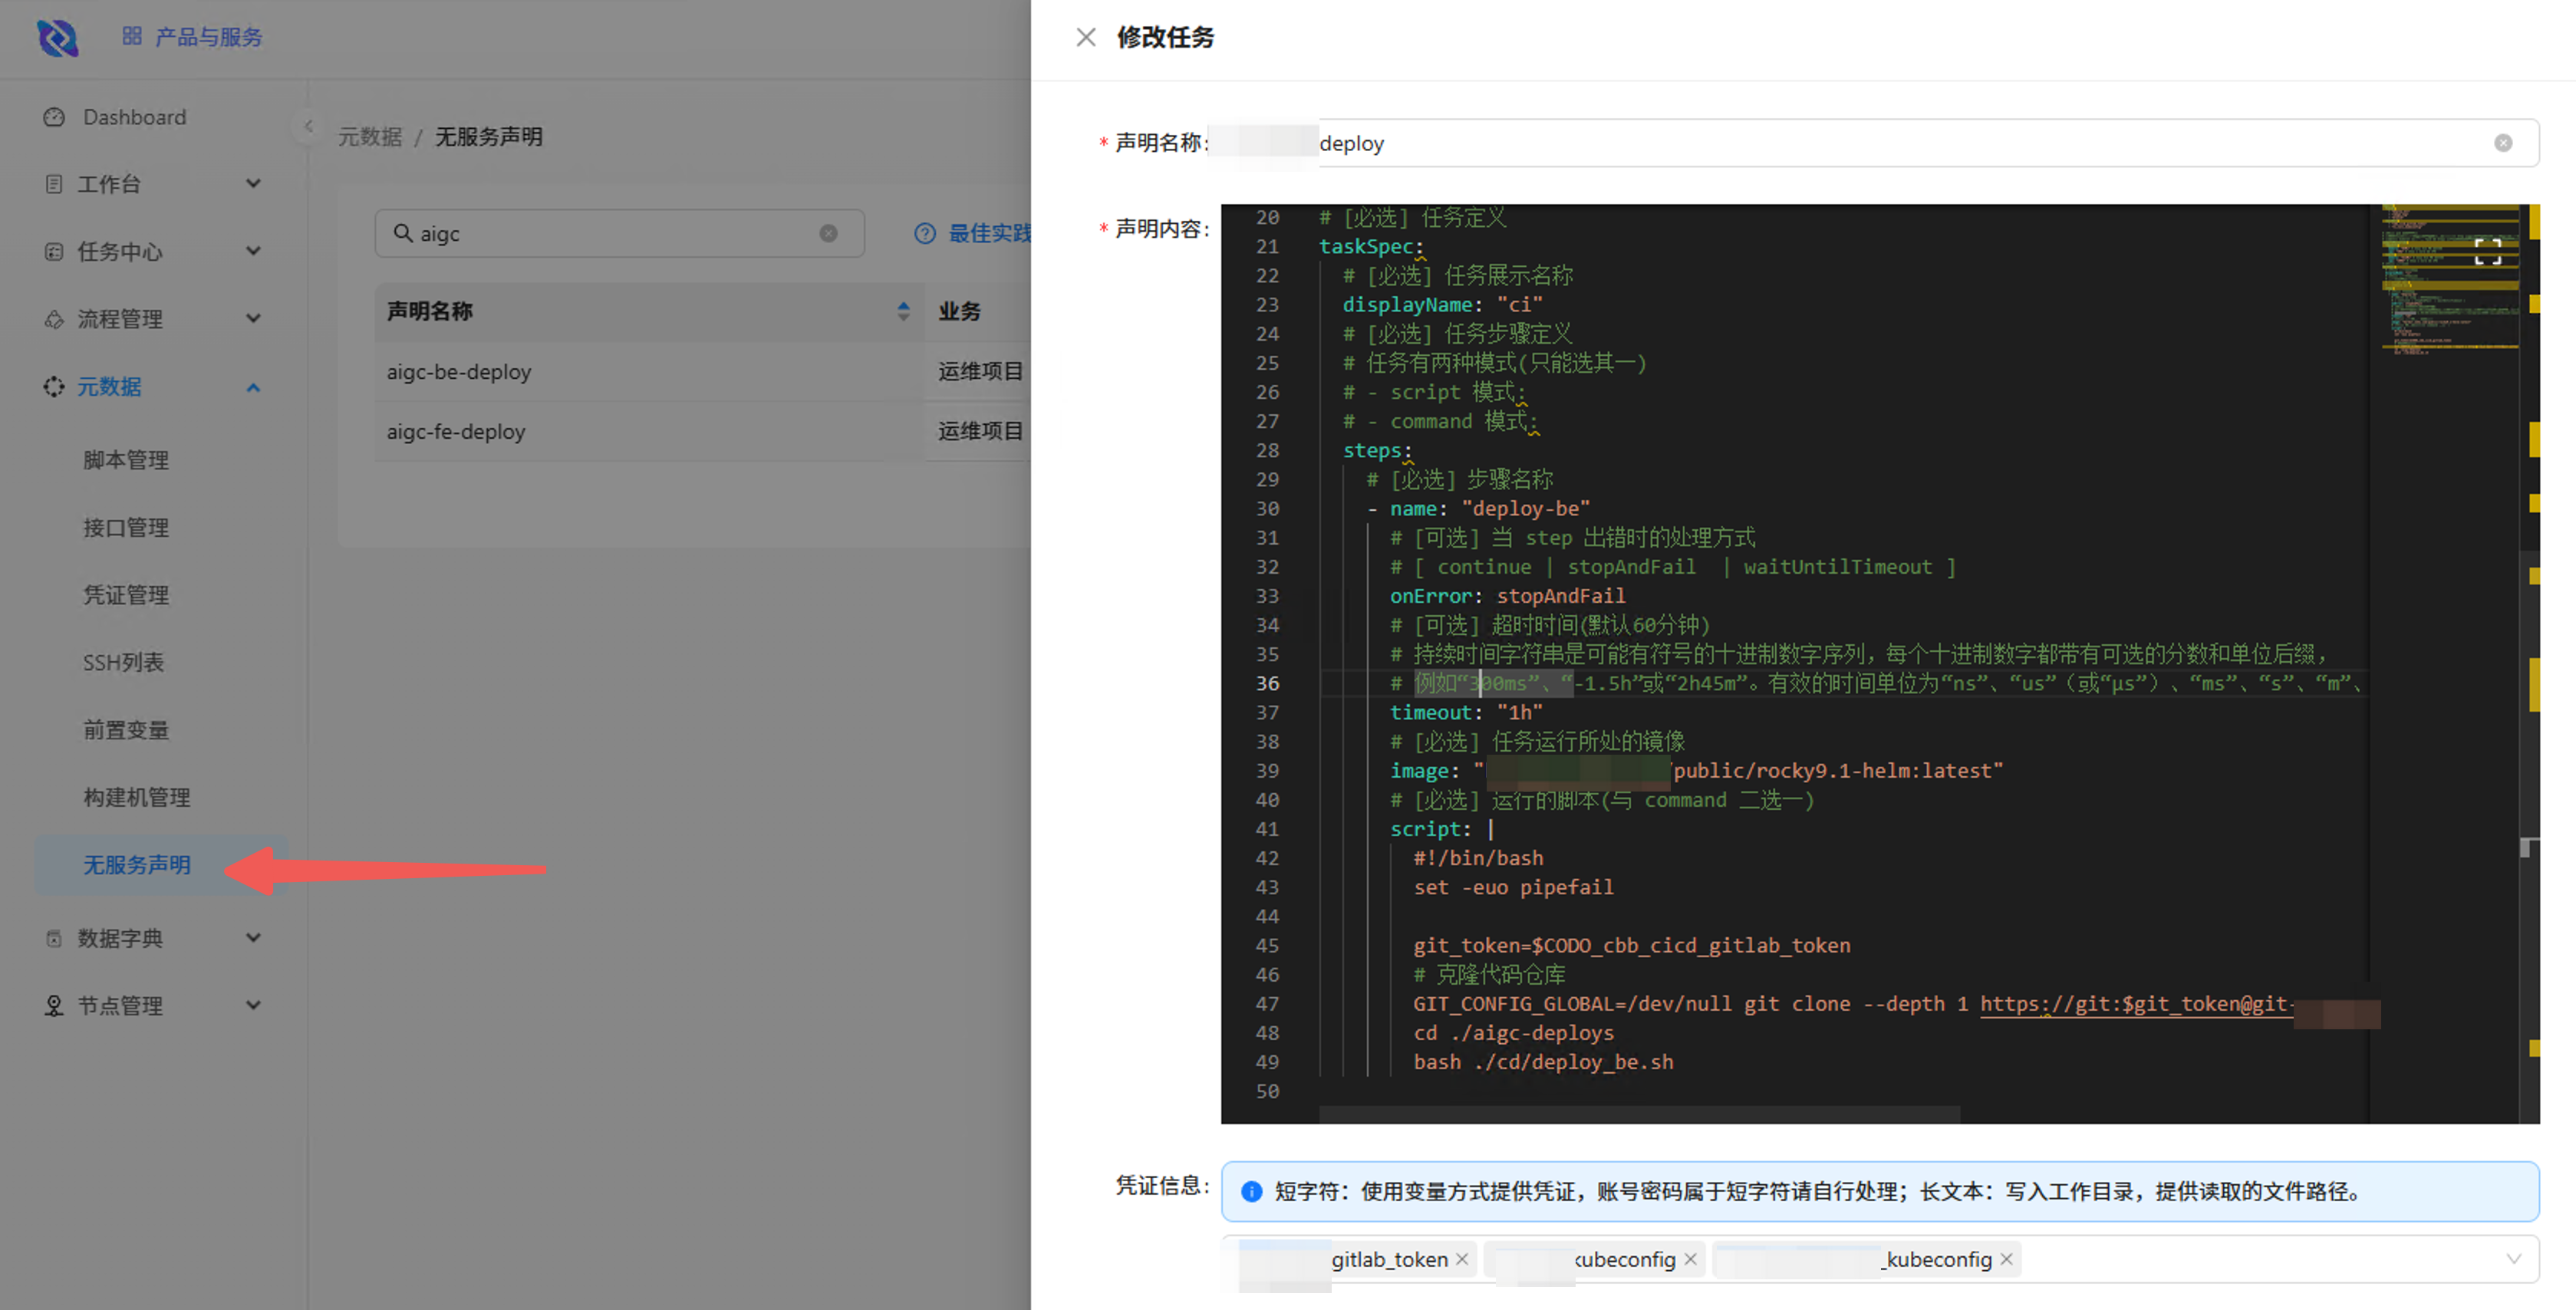 产品与服务
Dashboard
工作台
任务中心
流程管理
元数据
脚本管理
接口管理
凭证管理
SSH列表
前置变量
构建机管理
无服务声明
数据字典
节点管理
元数据 / 无服务声明
aigc
最佳实践
声明名称 业务
aigc-be-deploy 运维项目
aigc-fe-deploy 运维项目
修改任务
* 声明名称: deploy
* 声明内容:
20 # [必选] 任务定义
21 taskSpec:
22 # [必选] 任务展示名称
23 displayName: "ci"
24 # [必选] 任务步骤定义
25 # 任务有两种模式(只能选其一)
26 # - script 模式:
27 # - command 模式:
28 steps:
29 # [必选] 步骤名称
30 - name: "deploy-be"
31 # [可选] 当 step 出错时的处理方式
32 # [ continue | stopAndFail | waitUntilTimeout ]
33 onError: stopAndFail
34 # [可选] 超时时间(默认60分钟)
35 # 持续时间字符串是可能有符号的十进制数字序列，每个十进制数字都带有可选的分数和单位后缀，
36 # 例如“300ms”、“-1.5h”或“2h45m”。有效的时间单位为“ns”、“us”（或“µs”）、“ms”、“s”、“m”、
37 timeout: "1h"
38 # [必选] 任务运行所处的镜像
39 image: " /public/rocky9.1-helm:latest"
40 # [必选] 运行的脚本(与 command 二选一)
41 script: |
42 #!/bin/bash
43 set -euo pipefail
44
45 git_token=$CODO_cbb_cicd_gitlab_token
46 # 克隆代码仓库
47 GIT_CONFIG_GLOBAL=/dev/null git clone --depth 1 https://git:$git_token@git-
48 cd ./aigc-deploys
49 bash ./cd/deploy_be.sh
50
凭证信息:
短字符：使用变量方式提供凭证，账号密码属于短字符请自行处理；长文本：写入工作目录，提供读取的文件路径。
gitlab_token kubeconfig _kubeconfig